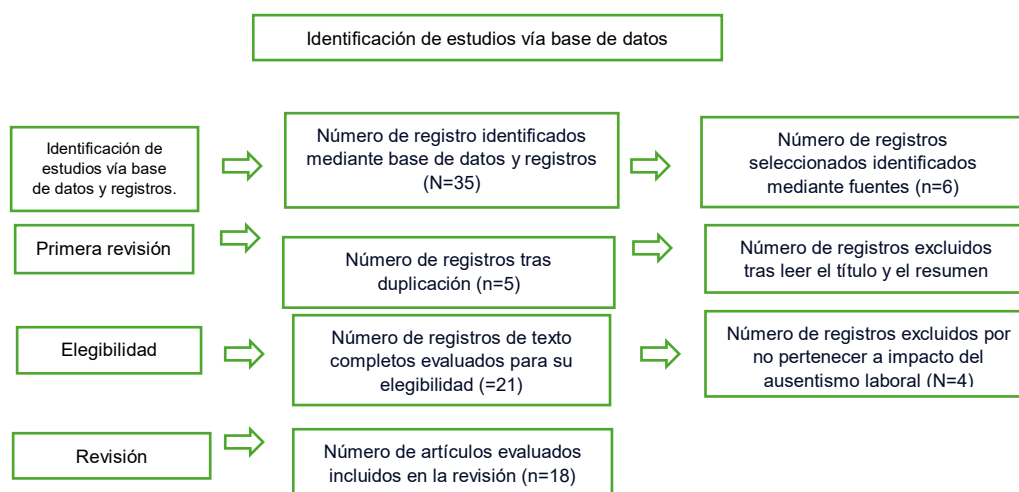 Identificación de estudios vía base de datos
Identificación de
estudios vía base
de datos y registros.
Número de registro identificados
mediante base de datos y registros
(N=35)
Número de registros
seleccionados identificados
mediante fuentes (n=6)
Primera revisión
Número de registros tras
duplicación (n=5)
Número de registros excluidos
tras leer el título y el resumen
Elegibilidad
Número de registros de texto
completos evaluados para su
elegibilidad (=21)
Número de registros excluidos por
no pertenecer a impacto del
ausentismo laboral (N=4)
Revisión
Número de artículos evaluados
incluidos en la revisión (n=18)